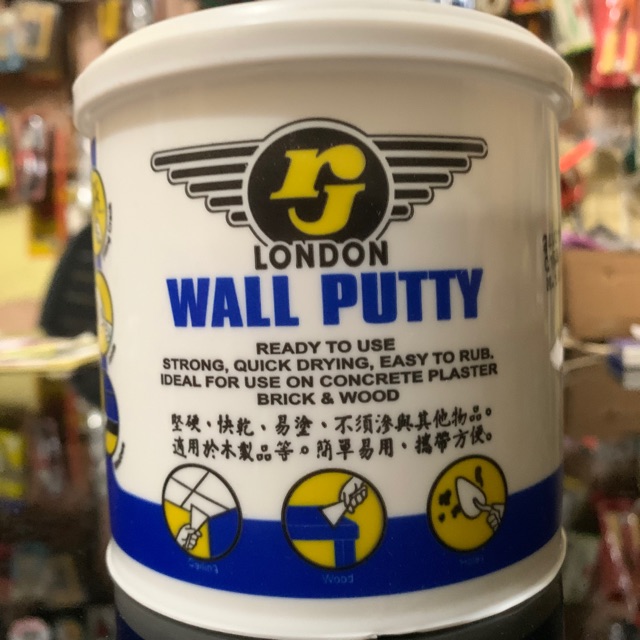 rj
LONDON
WALL PUTTY
READY TO USE
STRONG, QUICK DRYING, EASY TO RUB.
IDEAL FOR USE ON CONCRETE PLASTER
BRICK & WOOD
堅硬、快乾、易塗、不須滲與其他物品。
適用於木製品等。簡單易用、攜帶方便。
Ceiling
Wood